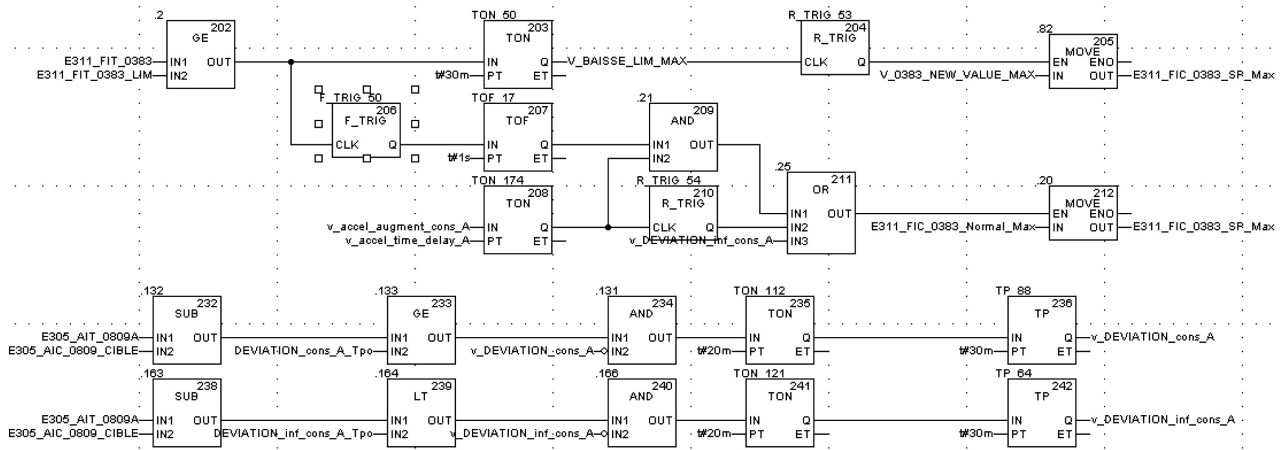 .2 TON_50 R_TRIG_53
202 203 204 .82
GE TON R_TRIG 205
MOVE
E311_FIT_0383 IN1 OUT IN Q V_BAISSE_LIM_MAX CLK Q EN ENO
E311_FIT_0383_LIM IN2 t#30m PT ET V_0383_NEW_VALUE_MAX IN OUT E311_FIC_0383_SP_Max
F_TRIG_50 TOF_17 .21
206 207 209
F_TRIG TOF AND
CLK Q IN Q IN1 OUT
t#1s PT ET IN2
.25
TON_174 R_TRIG_54 211 .20
208 210 OR 212
TON R_TRIG MOVE
IN1 OUT EN ENO
v_accel_augment_cons_A IN Q CLK Q IN2 E311_FIC_0383_Normal_Max IN OUT E311_FIC_0383_SP_Max
v_accel_time_delay_A PT ET v_DEVIATION_inf_cons_A IN3
.132 .133 .131 TON_112 TP_88
232 233 234 235 236
SUB GE AND TON TP
E305_AIT_0809A IN1 OUT IN1 OUT IN1 OUT IN Q IN Q v_DEVIATION_cons_A
E305_AIC_0809_CIBLE IN2 DEVIATION_cons_A_Tpo IN2 v_DEVIATION_cons_A IN2 t#20m PT ET t#30m PT ET
.163 .164 .166 TON_121 TP_64
238 239 240 241 242
SUB LT AND TON TP
E305_AIT_0809A IN1 OUT IN1 OUT IN1 OUT IN Q IN Q v_DEVIATION_inf_cons_A
E305_AIC_0809_CIBLE IN2 DEVIATION_inf_cons_A_Tpo IN2 v_DEVIATION_inf_cons_A IN2 t#20m PT ET t#30m PT ET